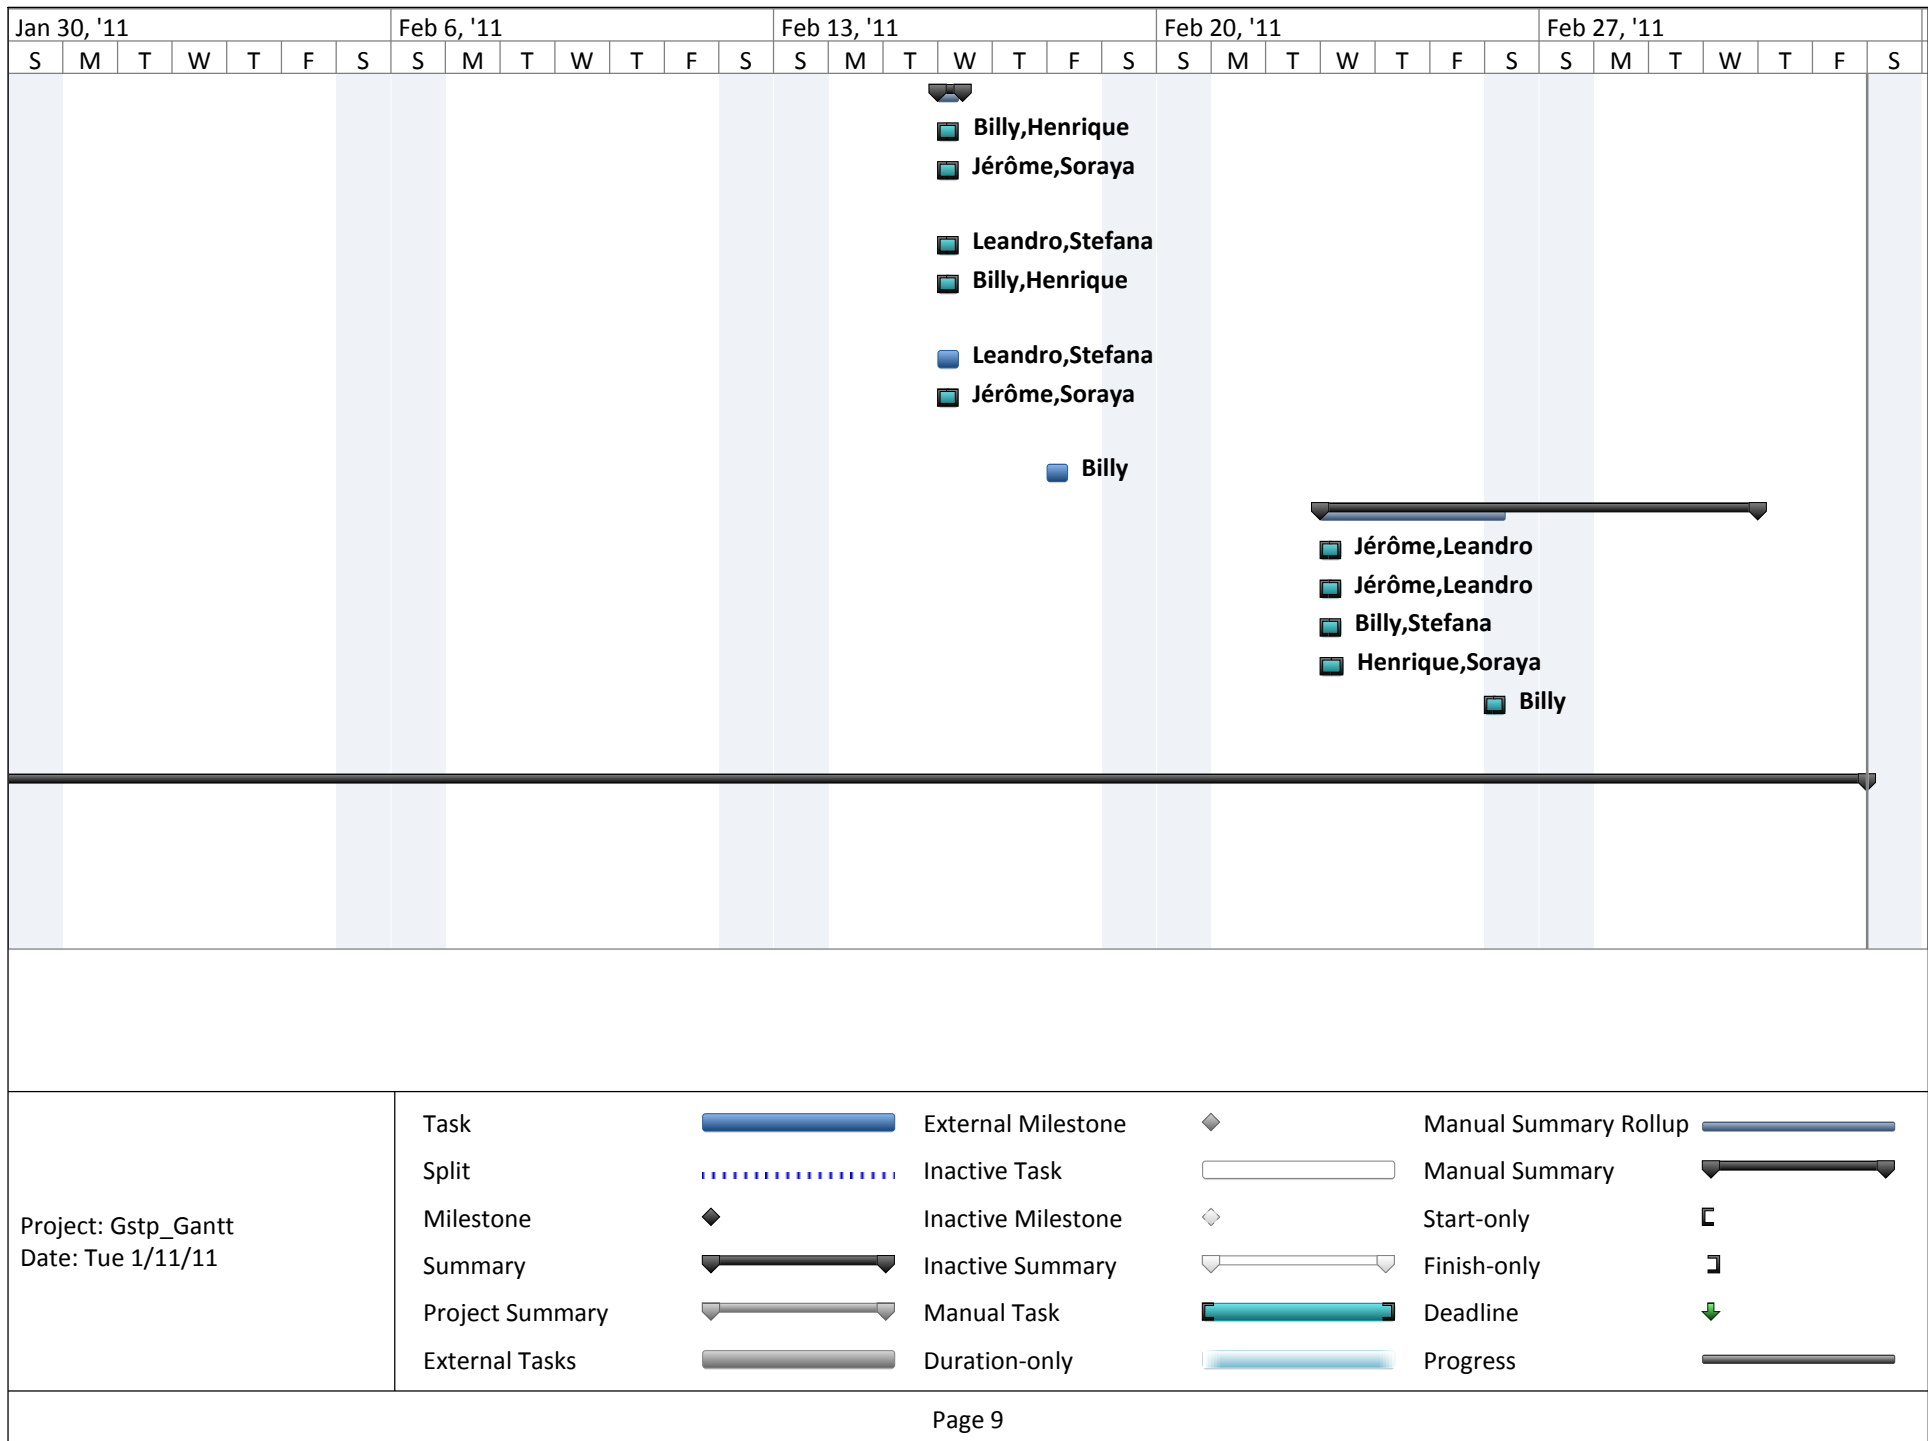 Jan 30, '11 Feb 6, '11 Feb 13, '11 Feb 20, '11 Feb 27, '11
S M T W T F S S M T W T F S S M T W T F S S M T W T F S S M T W T F S
Billy,Henrique
Jérôme,Soraya
Leandro,Stefana
Billy,Henrique
Leandro,Stefana
Jérôme,Soraya
Billy
Jérôme,Leandro
Jérôme,Leandro
Billy,Stefana
Henrique,Soraya
Billy
Project: Gstp_Gantt
Date: Tue 1/11/11
Task External Milestone Manual Summary Rollup
Split Inactive Task Manual Summary
Milestone Inactive Milestone Start-only
Summary Inactive Summary Finish-only
Project Summary Manual Task Deadline
External Tasks Duration-only Progress
Page 9